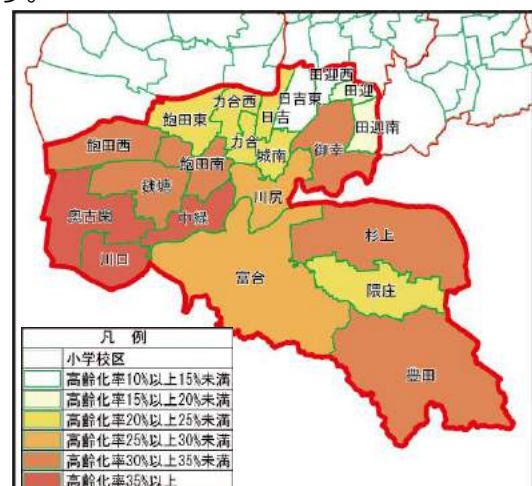 す。
田迎西
田迎
日吉東
力合西
日吉
飽田東
田迎南
力合
城南
御幸
飽田西
飽田南
銭塘
川尻
奥古閑
中緑
杉上
川口
富合
隈庄
豊田
凡 例
小学校区
高齢化率10%以上15%未満
高齢化率15%以上20%未満
高齢化率20%以上25%未満
高齢化率25%以上30%未満
高齢化率30%以上35%未満
高齢化率35%以上